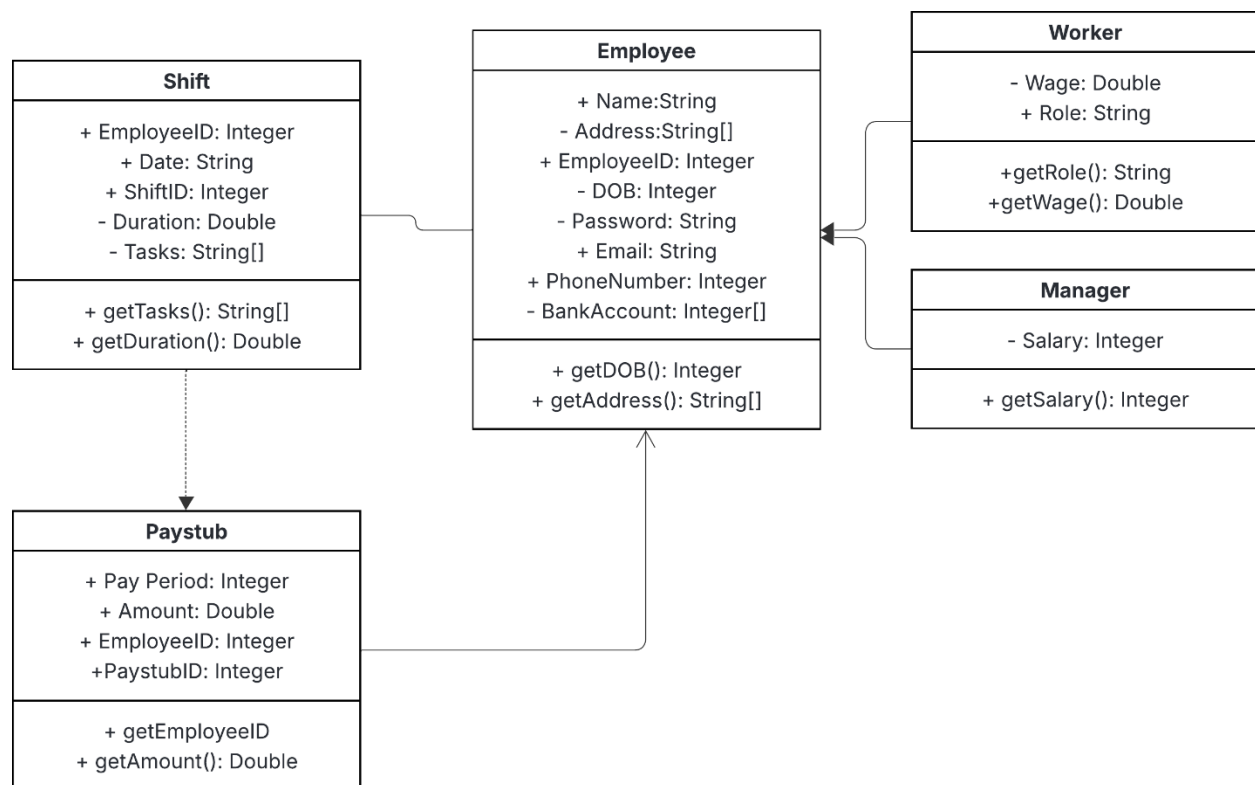 Shift
+ EmployeeID: Integer
+ Date: String
+ ShiftID: Integer
- Duration: Double
- Tasks: String[]
+ getTasks(): String[]
+ getDuration(): Double
Employee
+ Name:String
- Address:String[]
+ EmployeeID: Integer
- DOB: Integer
- Password: String
+ Email: String
+ PhoneNumber: Integer
- BankAccount: Integer[]
+ getDOB(): Integer
+ getAddress(): String[]
Worker
- Wage: Double
+ Role: String
+getRole(): String
+getWage(): Double
Manager
- Salary: Integer
+ getSalary(): Integer
Paystub
+ Pay Period: Integer
+ Amount: Double
+ EmployeeID: Integer
+PaystubID: Integer
+ getEmployeeID
+ getAmount(): Double